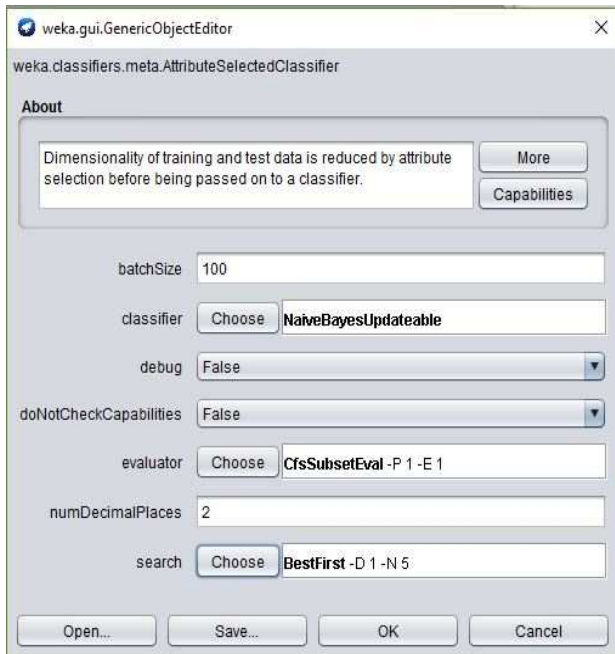 weka.gui.GenericObjectEditor
weka.classifiers.meta.AttributeSelectedClassifier
About
Dimensionality of training and test data is reduced by attribute
selection before being passed on to a classifier.
More
Capabilities
batchSize 100
classifier Choose NaiveBayesUpdateable
debug False
doNotCheckCapabilities False
evaluator Choose CfsSubsetEval -P 1 -E 1
numDecimalPlaces 2
search Choose BestFirst -D 1 -N 5
Open... Save... OK Cancel